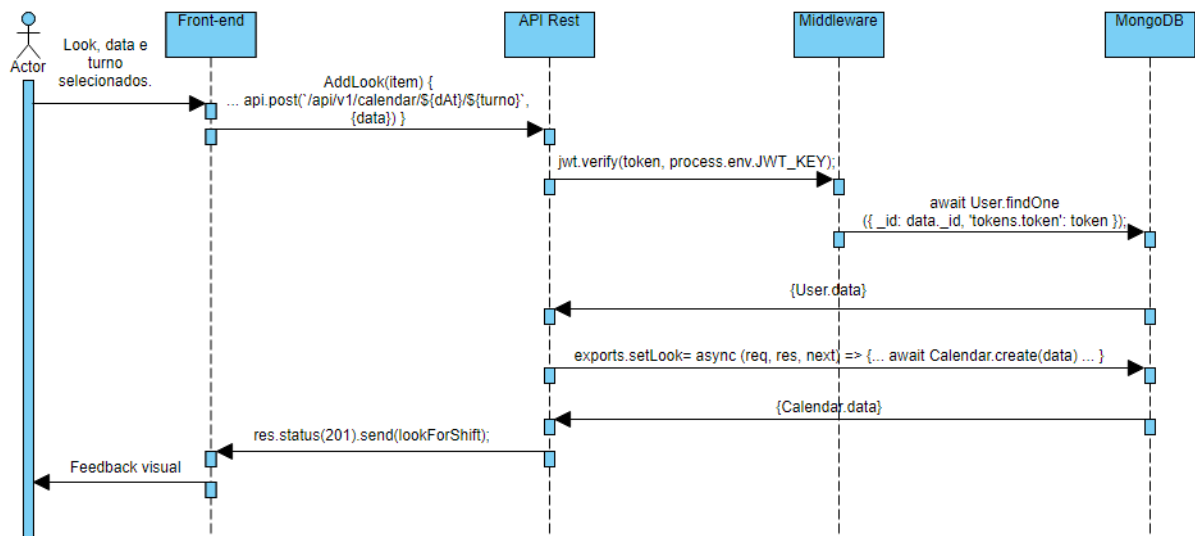 Front-end
API Rest
Middleware
MongoDB
Actor
Look, data e
turno
selecionados.
AddLook(item) {
... api.post(`/api/v1/calendar/${dAt}/${turno}`,
{data}) }
jwt.verify(token, process.env.JWT_KEY);
await User.findOne
({ _id: data._id, 'tokens.token': token });
{User.data}
exports.setLook= async (req, res, next) => {... await Calendar.create(data) ... }
{Calendar.data}
res.status(201).send(lookForShift);
Feedback visual